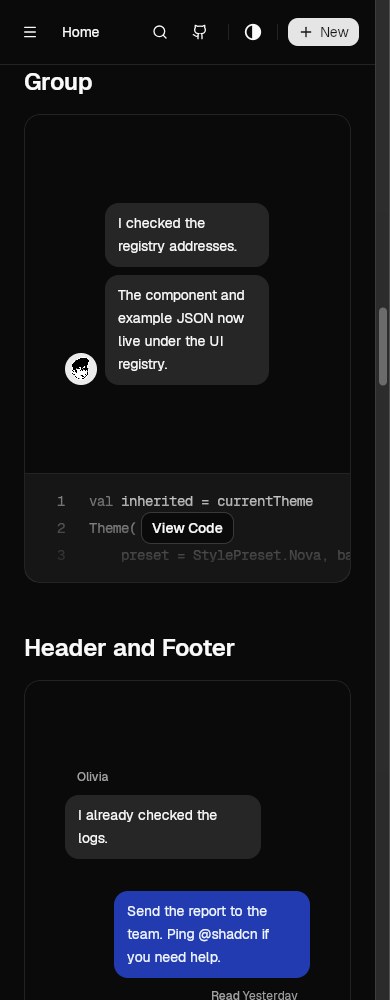 Home
New
Group
I checked the
registry addresses.
The component and
example JSON now
live under the UI
registry.
1 val inherited = currentTheme
2 Theme(
View Code
3 preset = StylePreset.Nova, ba
Header and Footer
Olivia
I already checked the
logs.
Send the report to the
team. Ping @shadcn if
you need help.
Read Yesterday